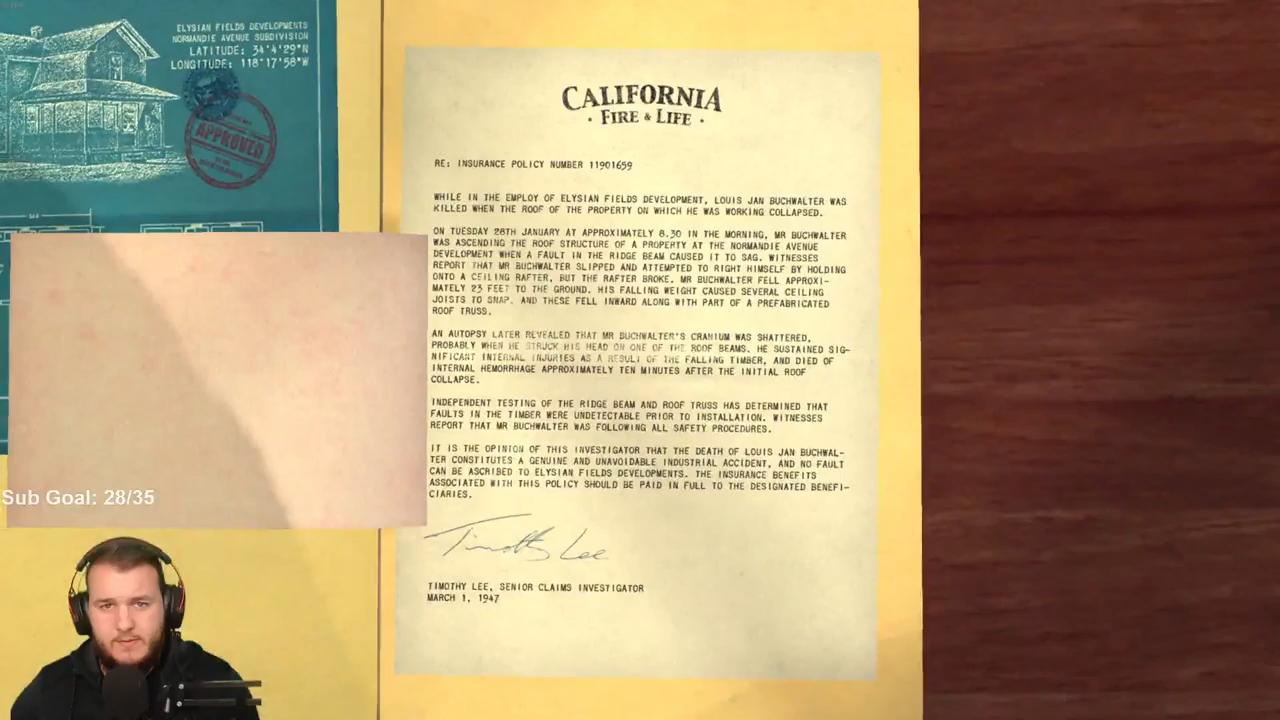 ELYSIAN FIELDS DEVELOPMENTS
NORMANDIE AVENUE SUBDIVISION
LATITUDE: 34°4'29"N
LONGITUDE: 118°17'58"W
APPROVED
CALIFORNIA
· FIRE & LIFE ·
RE: INSURANCE POLICY NUMBER 11901659
WHILE IN THE EMPLOY OF ELYSIAN FIELDS DEVELOPMENT, LOUIS JAN BUCHWALTER WAS
KILLED WHEN THE ROOF OF THE PROPERTY ON WHICH HE WAS WORKING COLLAPSED.
ON TUESDAY 28TH JANUARY AT APPROXIMATELY 8.30 IN THE MORNING, MR BUCHWALTER
WAS ASCENDING THE ROOF STRUCTURE OF A PROPERTY AT THE NORMANDIE AVENUE
DEVELOPMENT WHEN A FAULT IN THE RIDGE BEAM CAUSED IT TO SAG. WITNESSES
REPORT THAT MR BUCHWALTER SLIPPED AND ATTEMPTED TO RIGHT HIMSELF BY HOLDING
ONTO A CEILING RAFTER, BUT THE RAFTER BROKE. MR BUCHWALTER FELL APPROXI-
MATELY 23 FEET TO THE GROUND. HIS FALLING WEIGHT CAUSED SEVERAL CEILING
JOISTS TO SNAP. AND THESE FELL INWARD ALONG WITH PART OF A PREFABRICATED
ROOF TRUSS.
AN AUTOPSY LATER REVEALED THAT MR BUCHWALTER'S CRANIUM WAS SHATTERED,
PROBABLY WHEN HE STRUCK HIS HEAD ON ONE OF THE ROOF BEAMS. HE SUSTAINED SIG-
NIFICANT INTERNAL INJURIES AS A RESULT OF THE FALLING TIMBER, AND DIED OF
INTERNAL HEMORRHAGE APPROXIMATELY TEN MINUTES AFTER THE INITIAL ROOF
COLLAPSE.
INDEPENDENT TESTING OF THE RIDGE BEAM AND ROOF TRUSS HAS DETERMINED THAT
FAULTS IN THE TIMBER WERE UNDETECTABLE PRIOR TO INSTALLATION. WITNESSES
REPORT THAT MR BUCHWALTER WAS FOLLOWING ALL SAFETY PROCEDURES.
IT IS THE OPINION OF THIS INVESTIGATOR THAT THE DEATH OF LOUIS JAN BUCHWAL-
TER CONSTITUTES A GENUINE AND UNAVOIDABLE INDUSTRIAL ACCIDENT, AND NO FAULT
CAN BE ASCRIBED TO ELYSIAN FIELDS DEVELOPMENTS. THE INSURANCE BENEFITS
ASSOCIATED WITH THIS POLICY SHOULD BE PAID IN FULL TO THE DESIGNATED BENEFI-
CIARIES.
Timothy Lee
TIMOTHY LEE, SENIOR CLAIMS INVESTIGATOR
MARCH 1, 1947
Sub Goal: 28/35